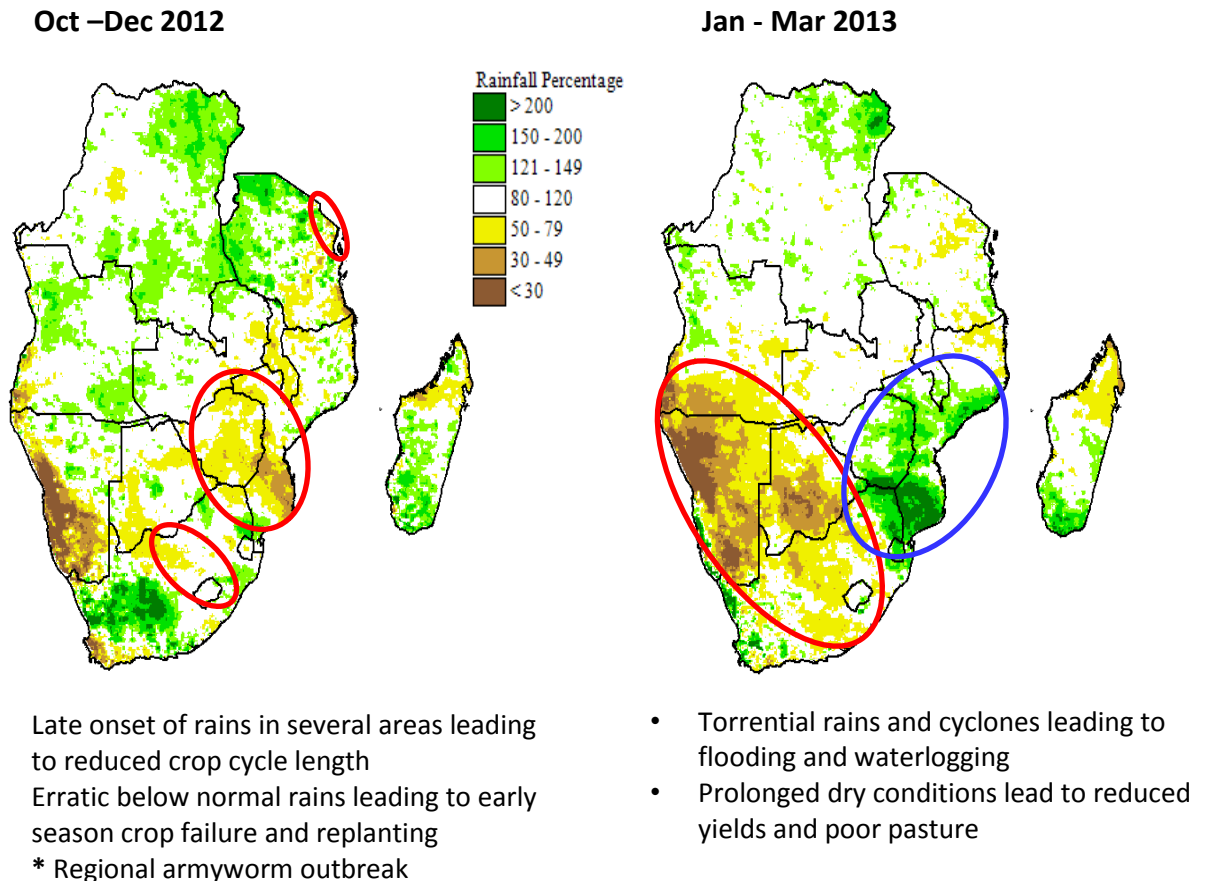 Oct –Dec 2012
Jan - Mar 2013
Rainfall Percentage
> 200
150 - 200
121 - 149
80 - 120
50 - 79
30 - 49
< 30
Late onset of rains in several areas leading
to reduced crop cycle length
Erratic below normal rains leading to early
season crop failure and replanting
* Regional armyworm outbreak
• Torrential rains and cyclones leading to
flooding and waterlogging
• Prolonged dry conditions lead to reduced
yields and poor pasture